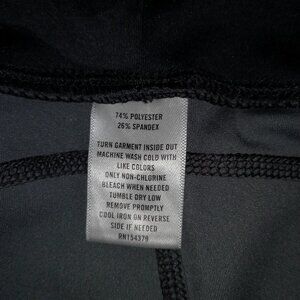 74% POLYESTER
26% SPANDEX
TURN GARMENT INSIDE OUT
MACHINE WASH COLD WITH
LIKE COLORS
ONLY NON-CHLORINE
BLEACH WHEN NEEDED
TUMBLE DRY LOW
REMOVE PROMPTLY
COOL IRON ON REVERSE
SIDE IF NEEDED
RN154379